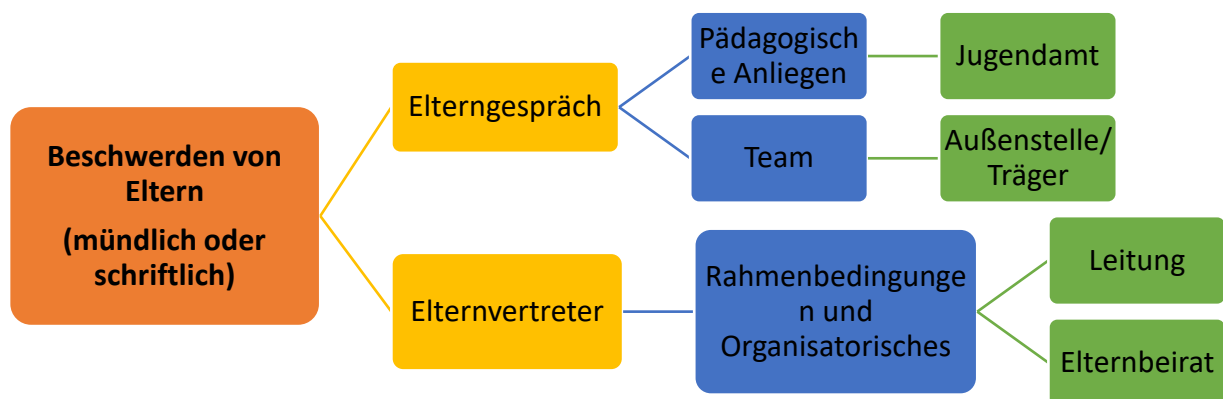 Beschwerden von
Eltern
(mündlich oder
schriftlich)
Elterngespräch
Pädagogisch
e Anliegen
Jugendamt
Team
Außenstelle/
Träger
Elternvertreter
Rahmenbedingunge
n und
Organisatorisches
Leitung
Elternbeirat